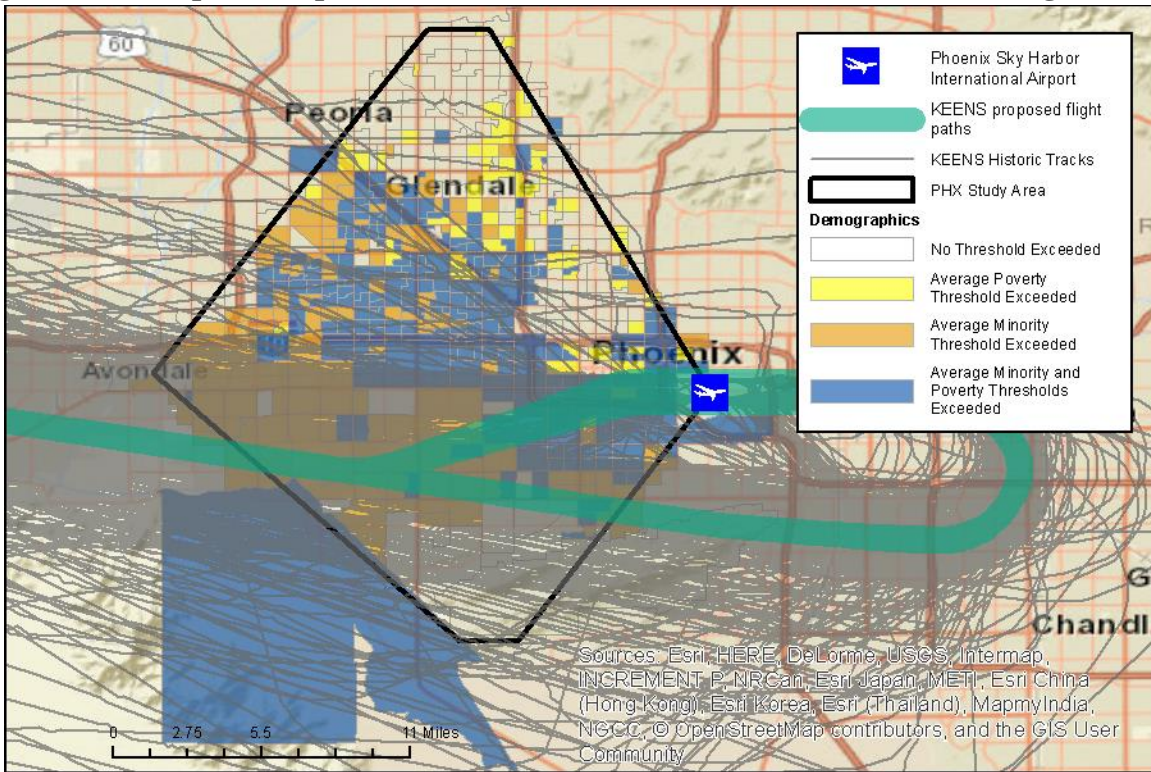 60
Peoria
Glendale
Phoenix
Avondale
G
Chandl
Phoenix Sky Harbor
International Airport
KEENS proposed flight
paths
KEENS Historic Tracks
PHX Study Area
Demographics
No Threshold Exceeded
Average Poverty
Threshold Exceeded
Average Minority
Threshold Exceeded
Average Minority and
Poverty Thresholds
Exceeded
Sources: Esri, HERE, DeLorme, USGS, Intermap,
INCREMENT P, NRCan, Esri Japan, METI, Esri China
(Hong Kong), Esri Korea, Esri (Thailand), MapmyIndia,
NGCC, © OpenStreetMap contributors, and the GIS User
Community
0 2.75 5.5 11 Miles